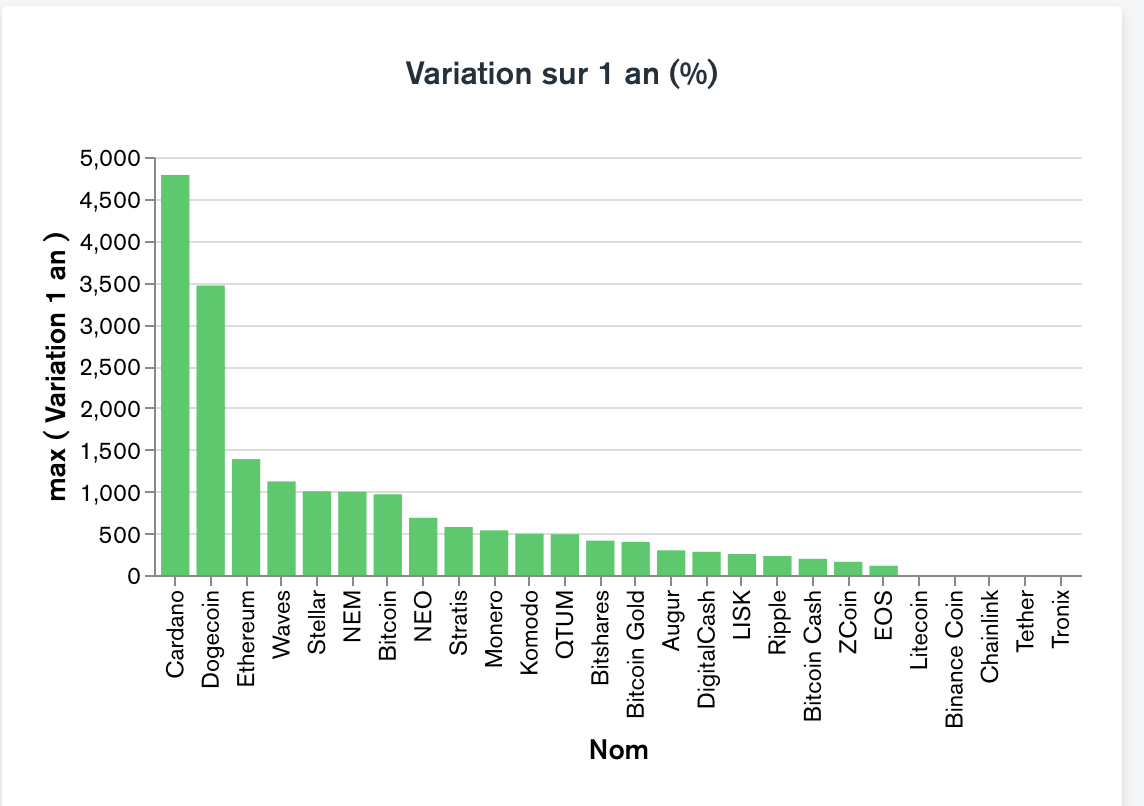 Variation sur 1 an (%)
max ( Variation 1 an )
5,000
4,500
4,000
3,500
3,000
2,500
2,000
1,500
1,000
500
0
Cardano
Dogecoin
Ethereum
Waves
Stellar
NEM
Bitcoin
NEO
Stratis
Monero
Komodo
QTUM
Bitshares
Bitcoin Gold
Augur
DigitalCash
LISK
Ripple
Bitcoin Cash
ZCoin
EOS
Litecoin
Binance Coin
Chainlink
Tether
Tronix
Nom